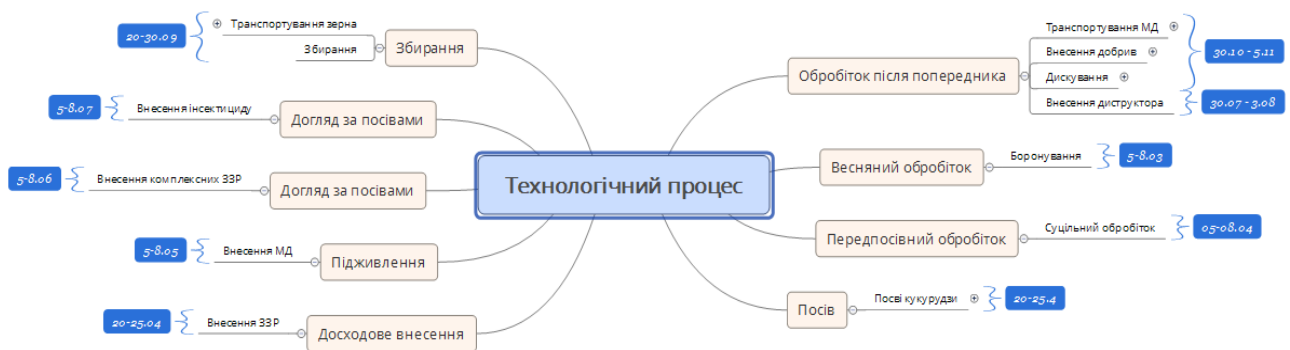 Технологічний процес
Обробіток після попередника
Транспортування МД
Внесення добрив
Дискування
30.10 - 5.11
Внесення диструктора
30.07 - 3.08
Весняний обробіток
Боронування
5-8.03
Передпосівний обробіток
Суцільний обробіток
05-08.04
Посів
Посві кукурудзи
20-25.4
Збирання
Транспортування зерна
Збирання
20-30.09
Догляд за посівами
Внесення інсектициду
5-8.07
Догляд за посівами
Внесення комплексних ЗЗР
5-8.06
Підживлення
Внесення МД
5-8.05
Досходове внесення
Внесення ЗЗР
20-25.04